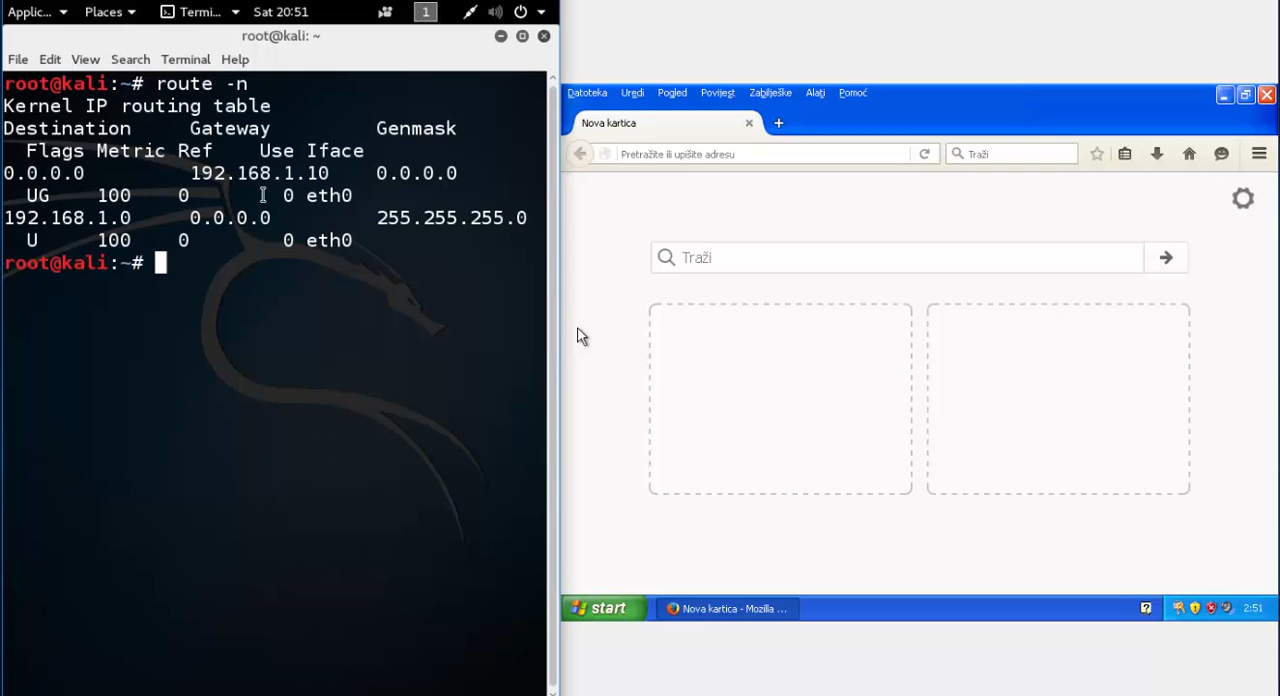 Applic...
Places
Termi...
Sat 20:51
1
root@kali: ~
File Edit View Search Terminal Help
root@kali:~# route -n
Kernel IP routing table
Destination Gateway Genmask
Flags Metric Ref Use Iface
0.0.0.0 192.168.1.10 0.0.0.0
UG 100 0 0 eth0
192.168.1.0 0.0.0.0 255.255.255.0
U 100 0 0 eth0
root@kali:~#
Datoteka Uredi Pogled Povijest Zabilješke Alati Pomoć
Nova kartica
Pretražite ili upišite adresu
Traži
Traži
start
Nova kartica - Mozilla ...
2:51